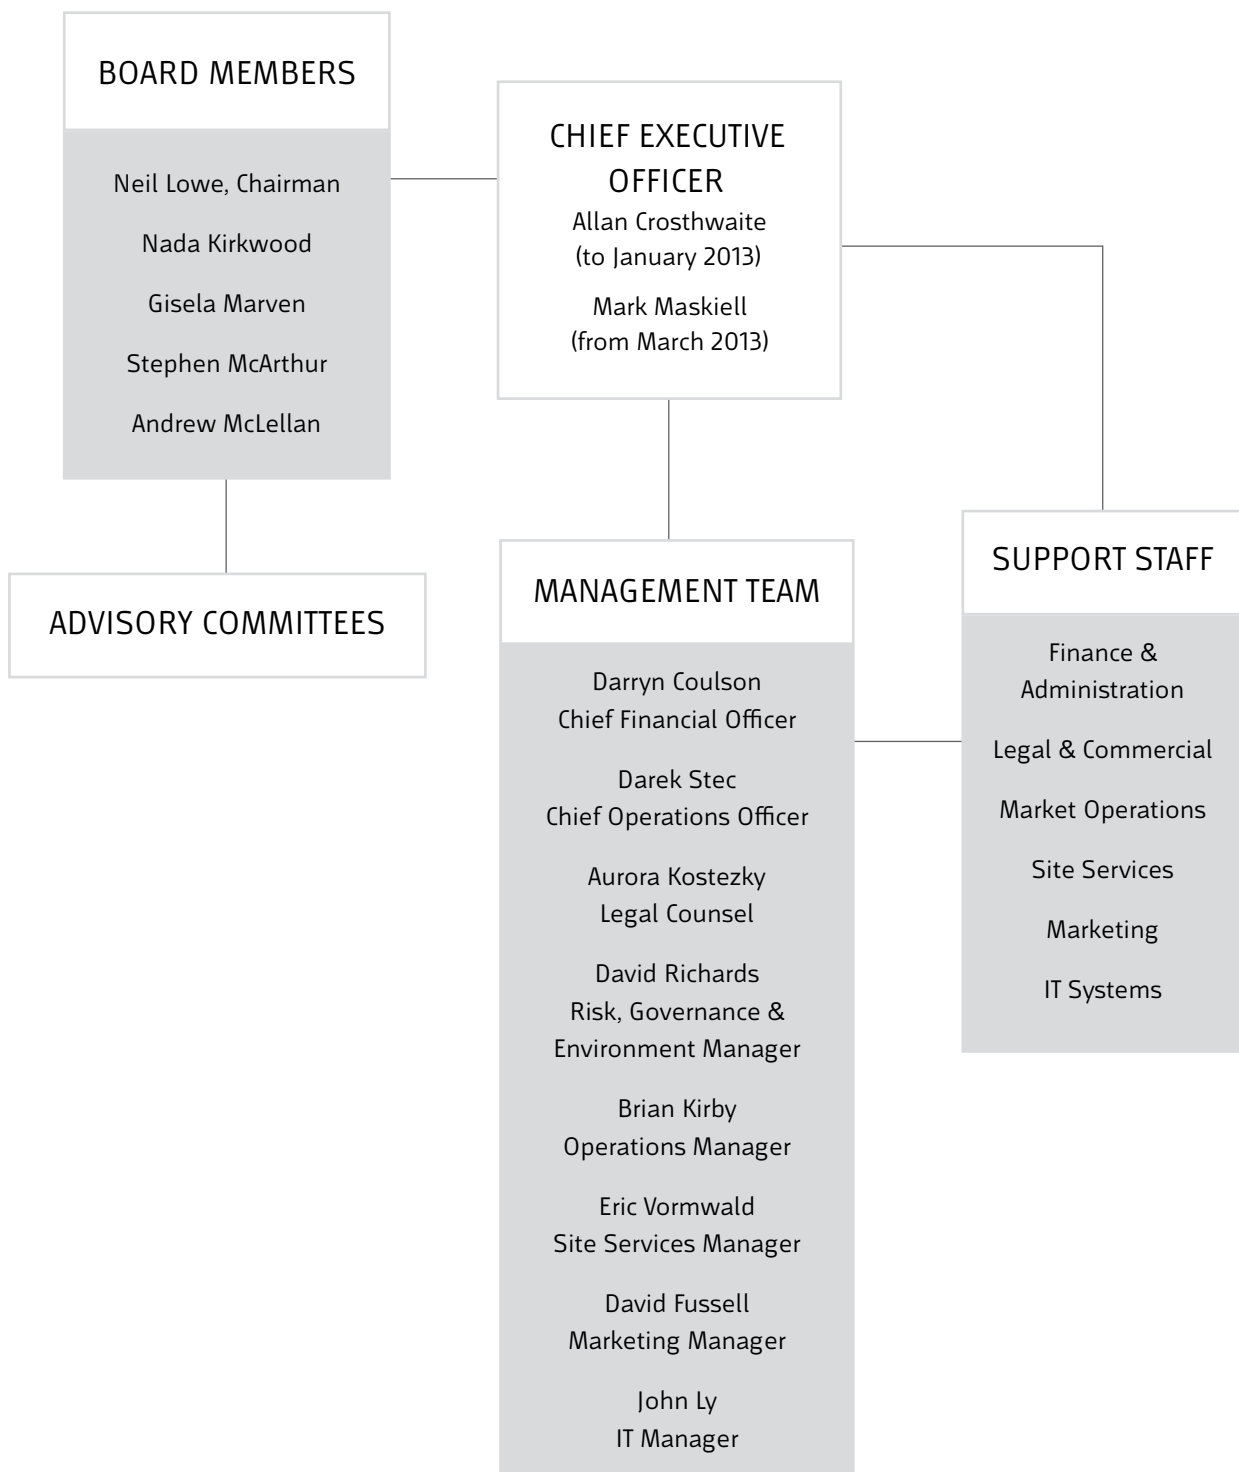 BOARD MEMBERS
Neil Lowe, Chairman
Nada Kirkwood
Gisela Marven
Stephen McArthur
Andrew McLellan
ADVISORY COMMITTEES
CHIEF EXECUTIVE
OFFICER
Allan Crosthwaite
(to January 2013)
Mark Maskiell
(from March 2013)
MANAGEMENT TEAM
Darryn Coulson
Chief Financial Officer
Darek Stec
Chief Operations Officer
Aurora Kostezky
Legal Counsel
David Richards
Risk, Governance &
Environment Manager
Brian Kirby
Operations Manager
Eric Vormwald
Site Services Manager
David Fussell
Marketing Manager
John Ly
IT Manager
SUPPORT STAFF
Finance &
Administration
Legal & Commercial
Market Operations
Site Services
Marketing
IT Systems